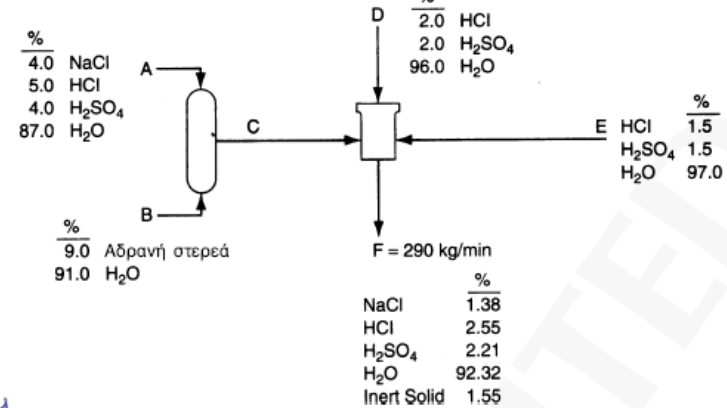 %
4.0 NaCl
5.0 HCl
4.0 H₂SO₄
87.0 H₂O
A
B
%
9.0 Αδρανή στερεά
91.0 H₂O
C
D
%
2.0 HCl
2.0 H₂SO₄
96.0 H₂O
E
%
HCl 1.5
H₂SO₄ 1.5
H₂O 97.0
F = 290 kg/min
%
NaCl 1.38
HCl 2.55
H₂SO₄ 2.21
H₂O 92.32
Inert Solid 1.55